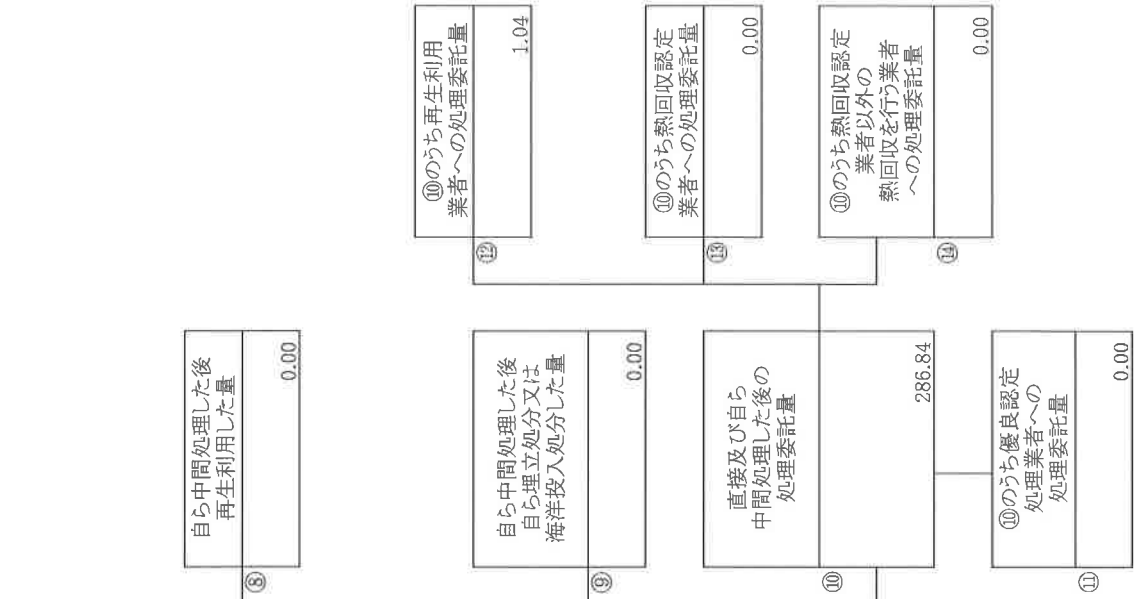 ⑧
自ら中間処理した後
再生利用した量
0.00
⑨
自ら中間処理した後
自ら埋立処分又は
海洋投入処分した量
0.00
⑩
直接及び自ら
中間処理した後の
処理委託量
286.84
⑪
⑩のうち優良認定
処理業者への
処理委託量
0.00
⑫
⑩のうち再生利用
業者への処理委託量
1.04
⑬
⑩のうち熱回収認定
業者への処理委託量
0.00
⑭
⑩のうち熱回収認定
業者以外の
熱回収を行う業者
への処理委託量
0.00